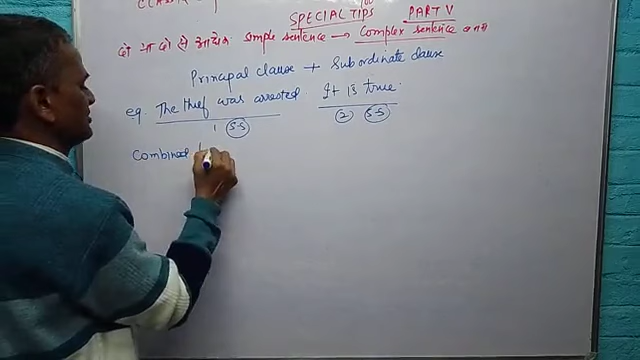 SPECIAL TIPS PART V
दो या दो से अधिक simple sentence → Complex sentence बनाना
Principal clause + Subordinate clause
eg The thief was arrested It is true.
1 S-S 2 S-S
Combined